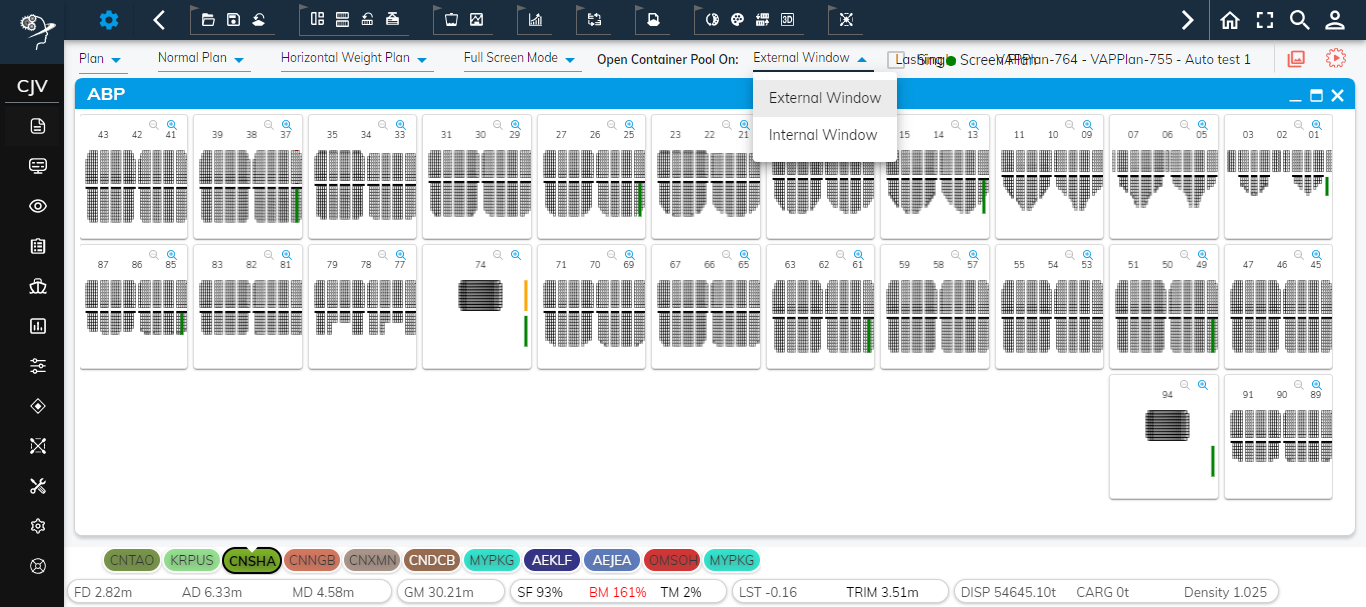 3D
CJV
Plan
Normal Plan
Horizontal Weight Plan
Full Screen Mode
Open Container Pool On:
External Window
Lashing
Single Screen Plan
VAPPlan-764 - VAPPlan-755 - Auto test 1
External Window
Internal Window
ABP
43 42 41 39 38 37 35 34 33 31 30 29 27 26 25 23 22 21 15 14 13 11 10 09 07 06 05 03 02 01
87 86 85 83 82 81 79 78 77 74 71 70 69 67 66 65 63 62 61 59 58 57 55 54 53 51 50 49 47 46 45
94 91 90 89
CNTAO KRPUS CNSHA CNNGB CNXMN CNDCB MYPKG AEKLF AEJEA OMSOH MYPKG
FD 2.82m AD 6.33m MD 4.58m GM 30.21m SF 93% BM 161% TM 2% LST -0.16 TRIM 3.51m DISP 54645.10t CARG 0t Density 1.025